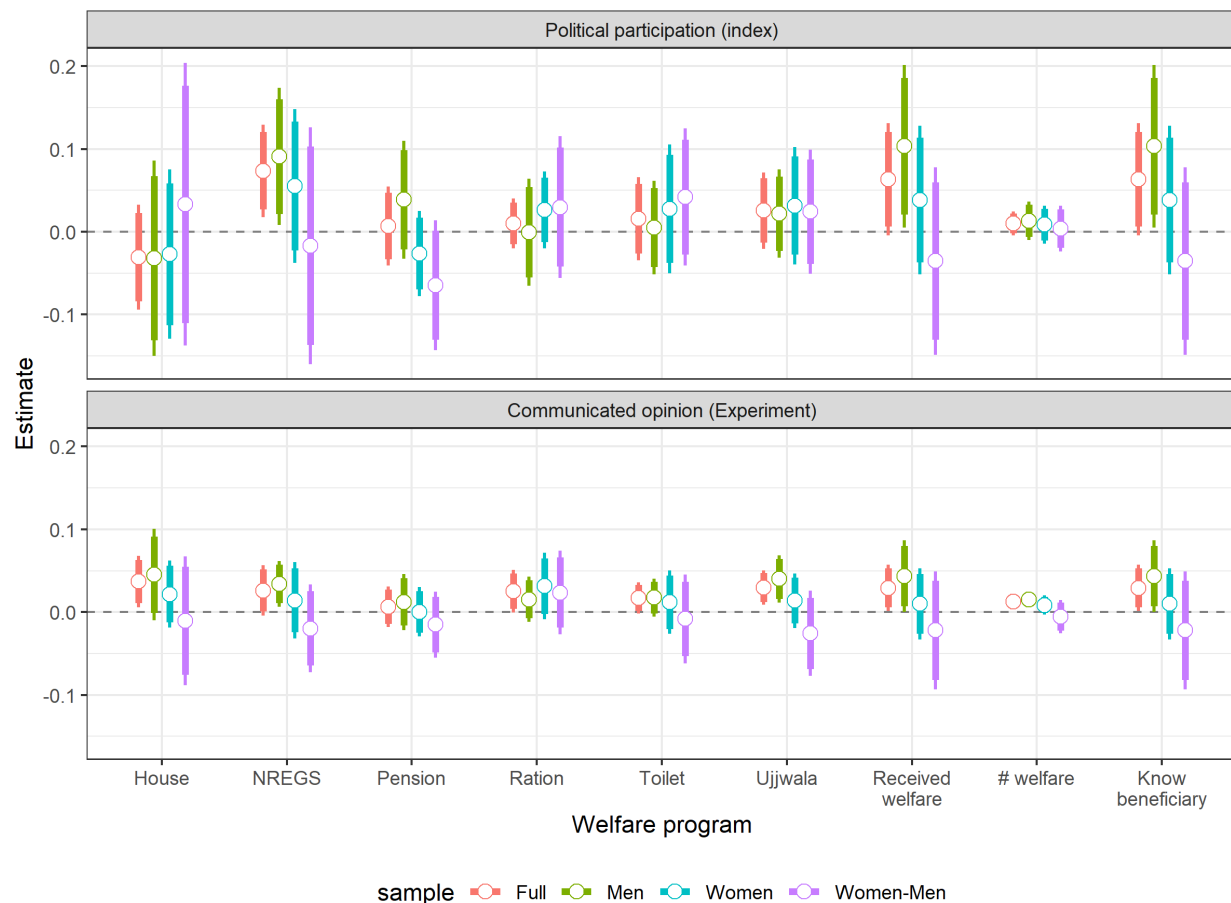 Political participation (index)
0.2
0.1
0.0
-0.1
Communicated opinion (Experiment)
0.2
0.1
0.0
-0.1
Estimate
House NREGS Pension Ration Toilet Ujjwala Received welfare # welfare Know beneficiary
Welfare program
sample Full Men Women Women-Men